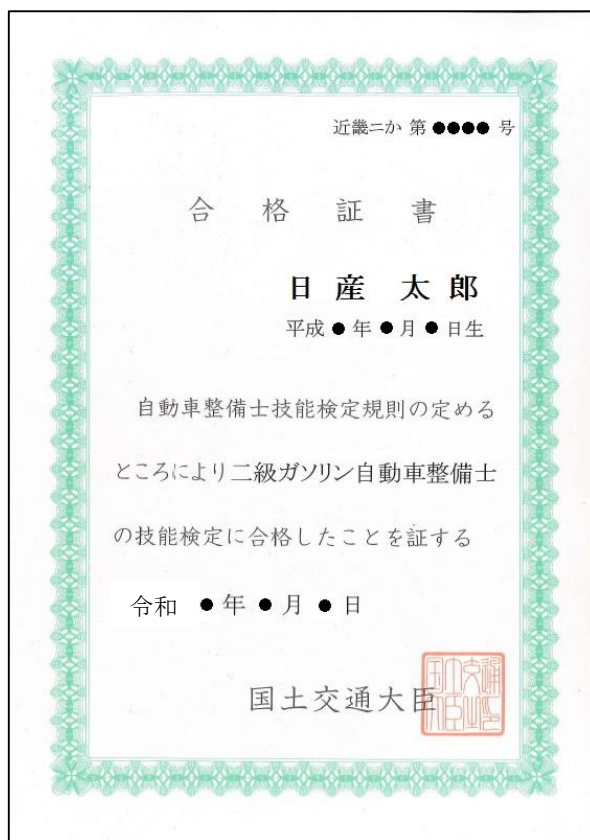 近畿二か 第 ●●●● 号
合格証書
日産 太郎
平成 ● 年 ● 月 ● 日生
自動車整備士技能検定規則の定める
ところにより二級ガソリン自動車整備士
の技能検定に合格したことを証する
令和 ● 年 ● 月 ● 日
国土交通大臣